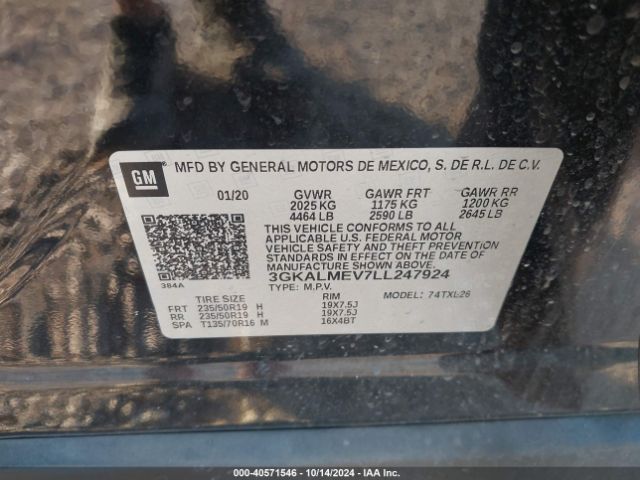 GM
MFD BY GENERAL MOTORS DE MEXICO, S. DE R.L. DE C.V.
01/20 GVWR GAWR FRT GAWR RR
2025 KG 1175 KG 1200 KG
4464 LB 2590 LB 2645 LB
THIS VEHICLE CONFORMS TO ALL
APPLICABLE U.S. FEDERAL MOTOR
VEHICLE SAFETY AND THEFT PREVENTION
STANDARDS IN EFFECT ON THE DATE OF
MANUFACTURE SHOWN ABOVE.
3GKALMEV7LL247924
384A
TYPE: M.P.V. MODEL: 74TXL26
TIRE SIZE RIM
FRT 235/50R19 H 19X7.5J
RR 235/50R19 H 19X7.5J
SPA T135/70R16 M 16X4BT
000-40571546 - 10/14/2024 - IAAI.COM